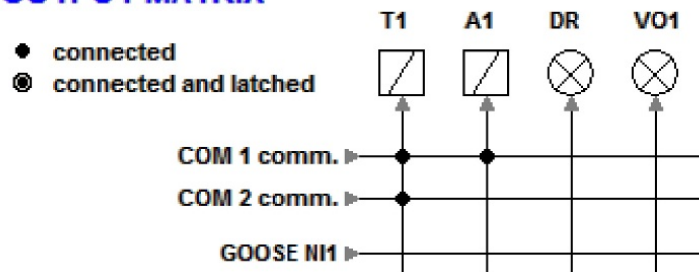 OUTPUT MATRIX
T1 A1 DR VO1
connected
connected and latched
COM 1 comm.
COM 2 comm.
GOOSE NI1